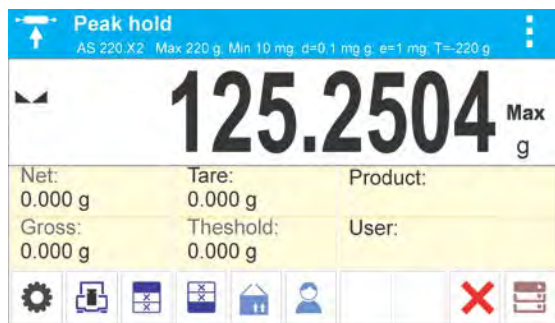 Peak hold
AS 220.X2 Max 220 g: Min 10 mg: d=0.1 mg g: e=1 mg: T=-220 g
125.2504 Max
g
Net: Tare: Product:
0.000 g 0.000 g
Gross: Theshold: User:
0.000 g 0.000 g